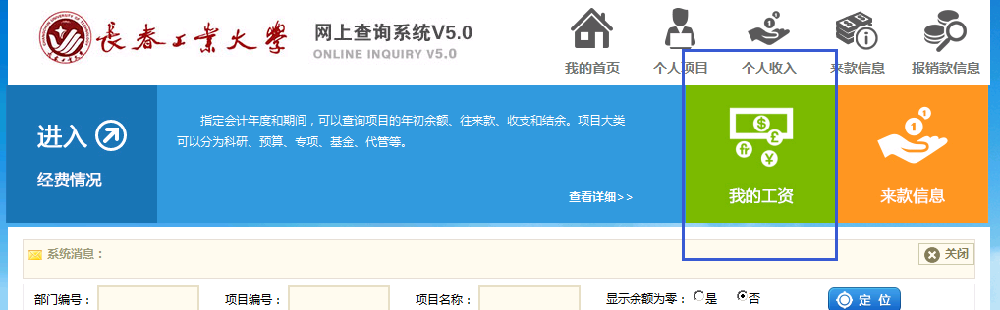 长春工业大学 网上查询系统V5.0
ONLINE INQUIRY V5.0
我的首页 个人项目 个人收入 来款信息 报销款信息
进入
经费情况
指定会计年度和期间，可以查询项目的年初余额、往来款、收支和结余。项目大类
可以分为科研、预算、专项、基金、代管等。
查看详细>>
我的工资
来款信息
系统消息： 关闭
部门编号： 项目编号： 项目名称： 显示余额为零： 是 否 定 位